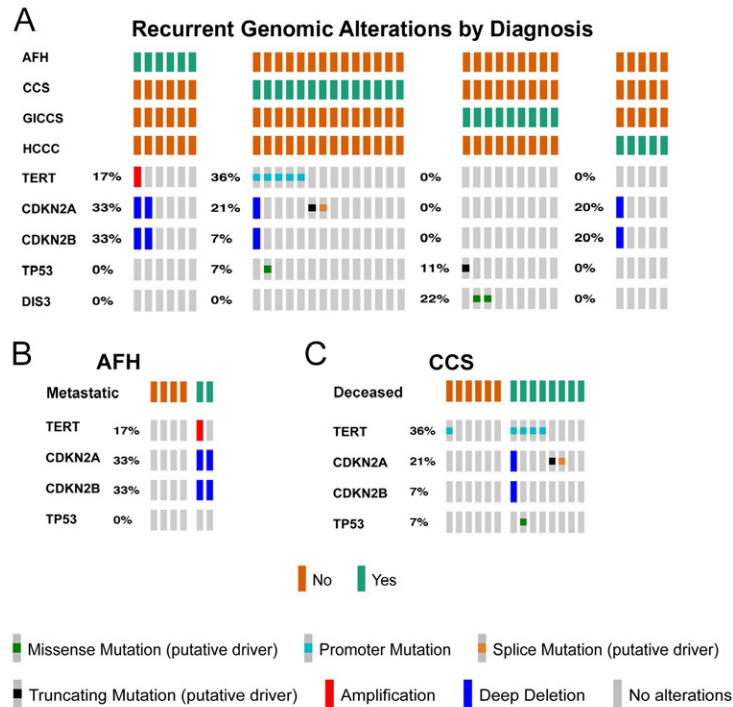 A
Recurrent Genomic Alterations by Diagnosis
AFH
CCS
GICCS
HCCC
TERT 17% 36% 0% 0%
CDKN2A 33% 21% 0% 20%
CDKN2B 33% 7% 0% 20%
TP53 0% 7% 11% 0%
DIS3 0% 0% 22% 0%
B AFH
Metastatic
TERT 17%
CDKN2A 33%
CDKN2B 33%
TP53 0%
C CCS
Deceased
TERT 36%
CDKN2A 21%
CDKN2B 7%
TP53 7%
No Yes
Missense Mutation (putative driver) Promoter Mutation Splice Mutation (putative driver)
Truncating Mutation (putative driver) Amplification Deep Deletion No alterations